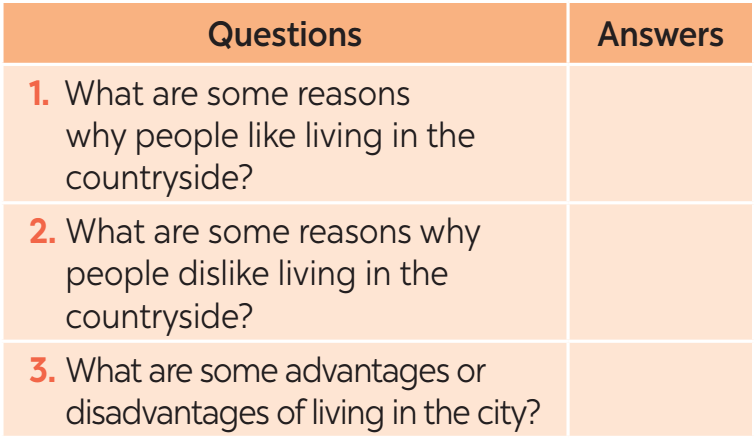 Questions Answers
1. What are some reasons
why people like living in the
countryside?
2. What are some reasons why
people dislike living in the
countryside?
3. What are some advantages or
disadvantages of living in the city?